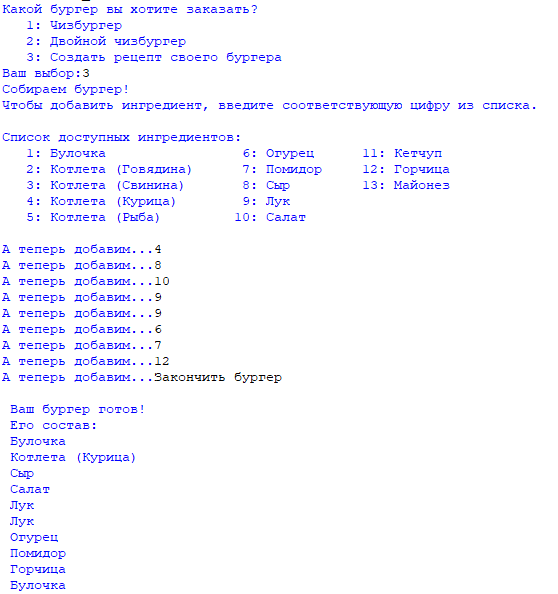 Какой бургер вы хотите заказать?
1: Чизбургер
2: Двойной чизбургер
3: Создать рецепт своего бургера
Ваш выбор:3
Собираем бургер!
Чтобы добавить ингредиент, введите соответствующую цифру из списка.
Список доступных ингредиентов:
1: Булочка 6: Огурец 11: Кетчуп
2: Котлета (Говядина) 7: Помидор 12: Горчица
3: Котлета (Свинина) 8: Сыр 13: Майонез
4: Котлета (Курица) 9: Лук
5: Котлета (Рыба) 10: Салат
А теперь добавим...4
А теперь добавим...8
А теперь добавим...10
А теперь добавим...9
А теперь добавим...9
А теперь добавим...6
А теперь добавим...7
А теперь добавим...12
А теперь добавим...Закончить бургер
Ваш бургер готов!
Его состав:
Булочка
Котлета (Курица)
Сыр
Салат
Лук
Лук
Огурец
Помидор
Горчица
Булочка